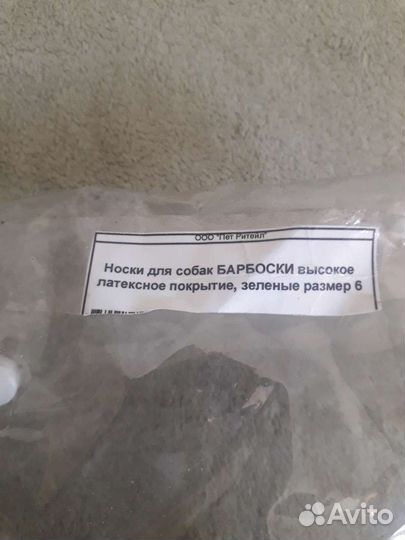 ООО "Пет Ритейл"
Носки для собак БАРБОСКИ высокое
латексное покрытие, зеленые размер 6
Avito